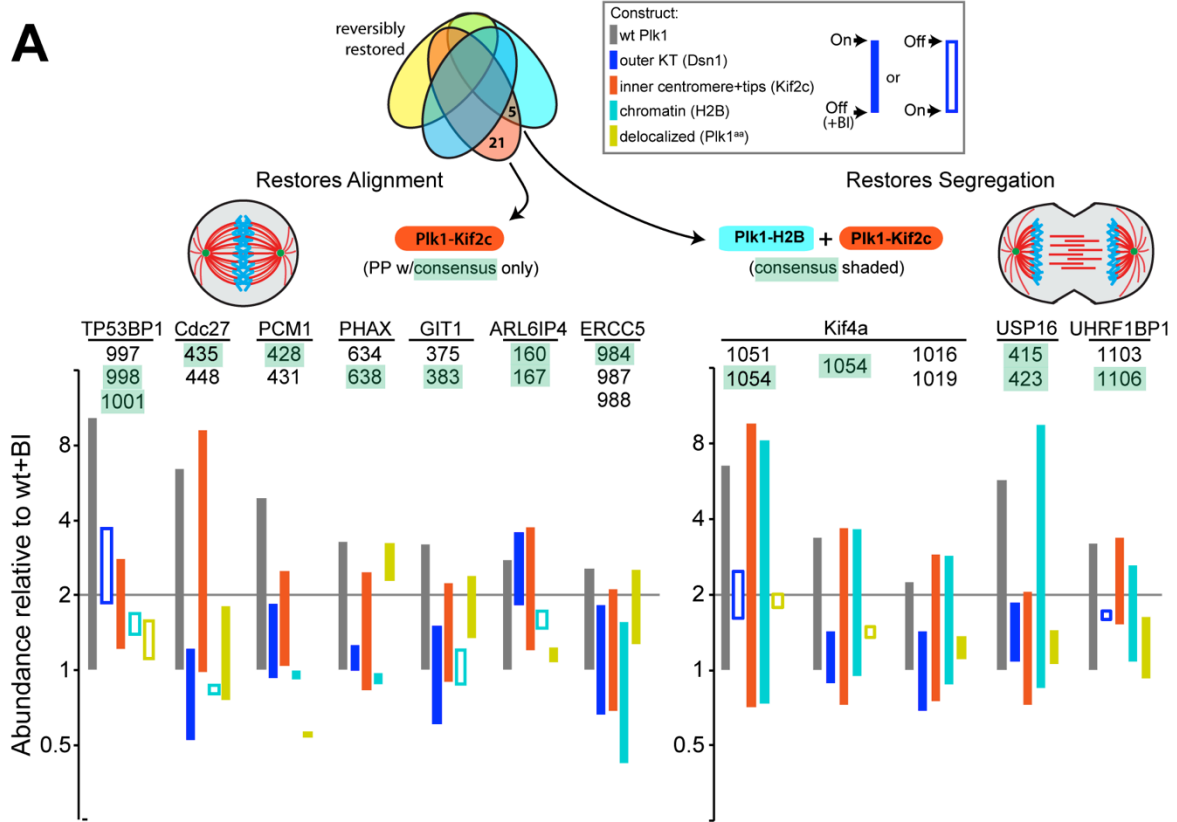 A
reversibly
restored
5
21
Construct:
wt Plk1
outer KT (Dsn1)
inner centromere+tips (Kif2c)
chromatin (H2B)
delocalized (Plk1aa)
On
Off
(+BI)
or
Off
On
Restores Alignment
Restores Segregation
Plk1-Kif2c
(PP w/consensus only)
Plk1-H2B + Plk1-Kif2c
(consensus shaded)
TP53BP1 Cdc27 PCM1 PHAX GIT1 ARL6IP4 ERCC5
997 435 428 634 375 160 984
998 448 431 638 383 167 987
1001 988
Kif4a USP16 UHRF1BP1
1051 1054 1016 415 1103
1054 1019 423 1106
Abundance relative to wt+BI
8
4
2
1
0.5
8
4
2
1
0.5